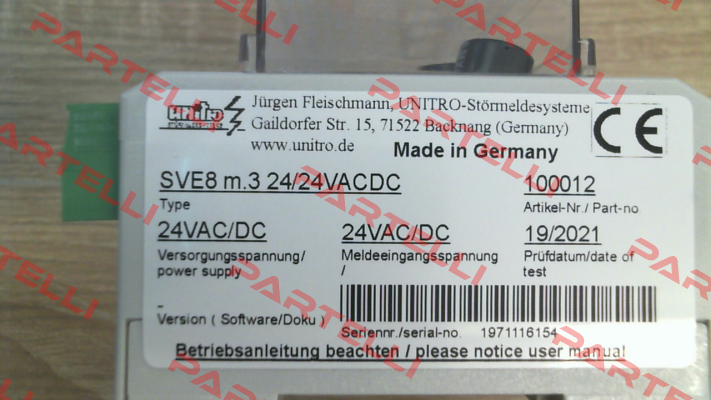 unitro
Jürgen Fleischmann, UNITRO-Störmeldesysteme
Gaildorfer Str. 15, 71522 Backnang (Germany)
www.unitro.de
Made in Germany
CE
SVE8 m.3 24/24VACDC
100012
Type
Artikel-Nr./ Part-no
24VAC/DC
24VAC/DC
19/2021
Versorgungsspannung/
power supply
Meldeeingangsspannung
/
Prüfdatum/date of
test
-
Version ( Software/Doku )
Seriennr./serial-no. 1971116154
Betriebsanleitung beachten / please notice user manual
PARTELLI
PARTELLI
PARTELLI
PARTELLI
PARTELLI
PARTELLI